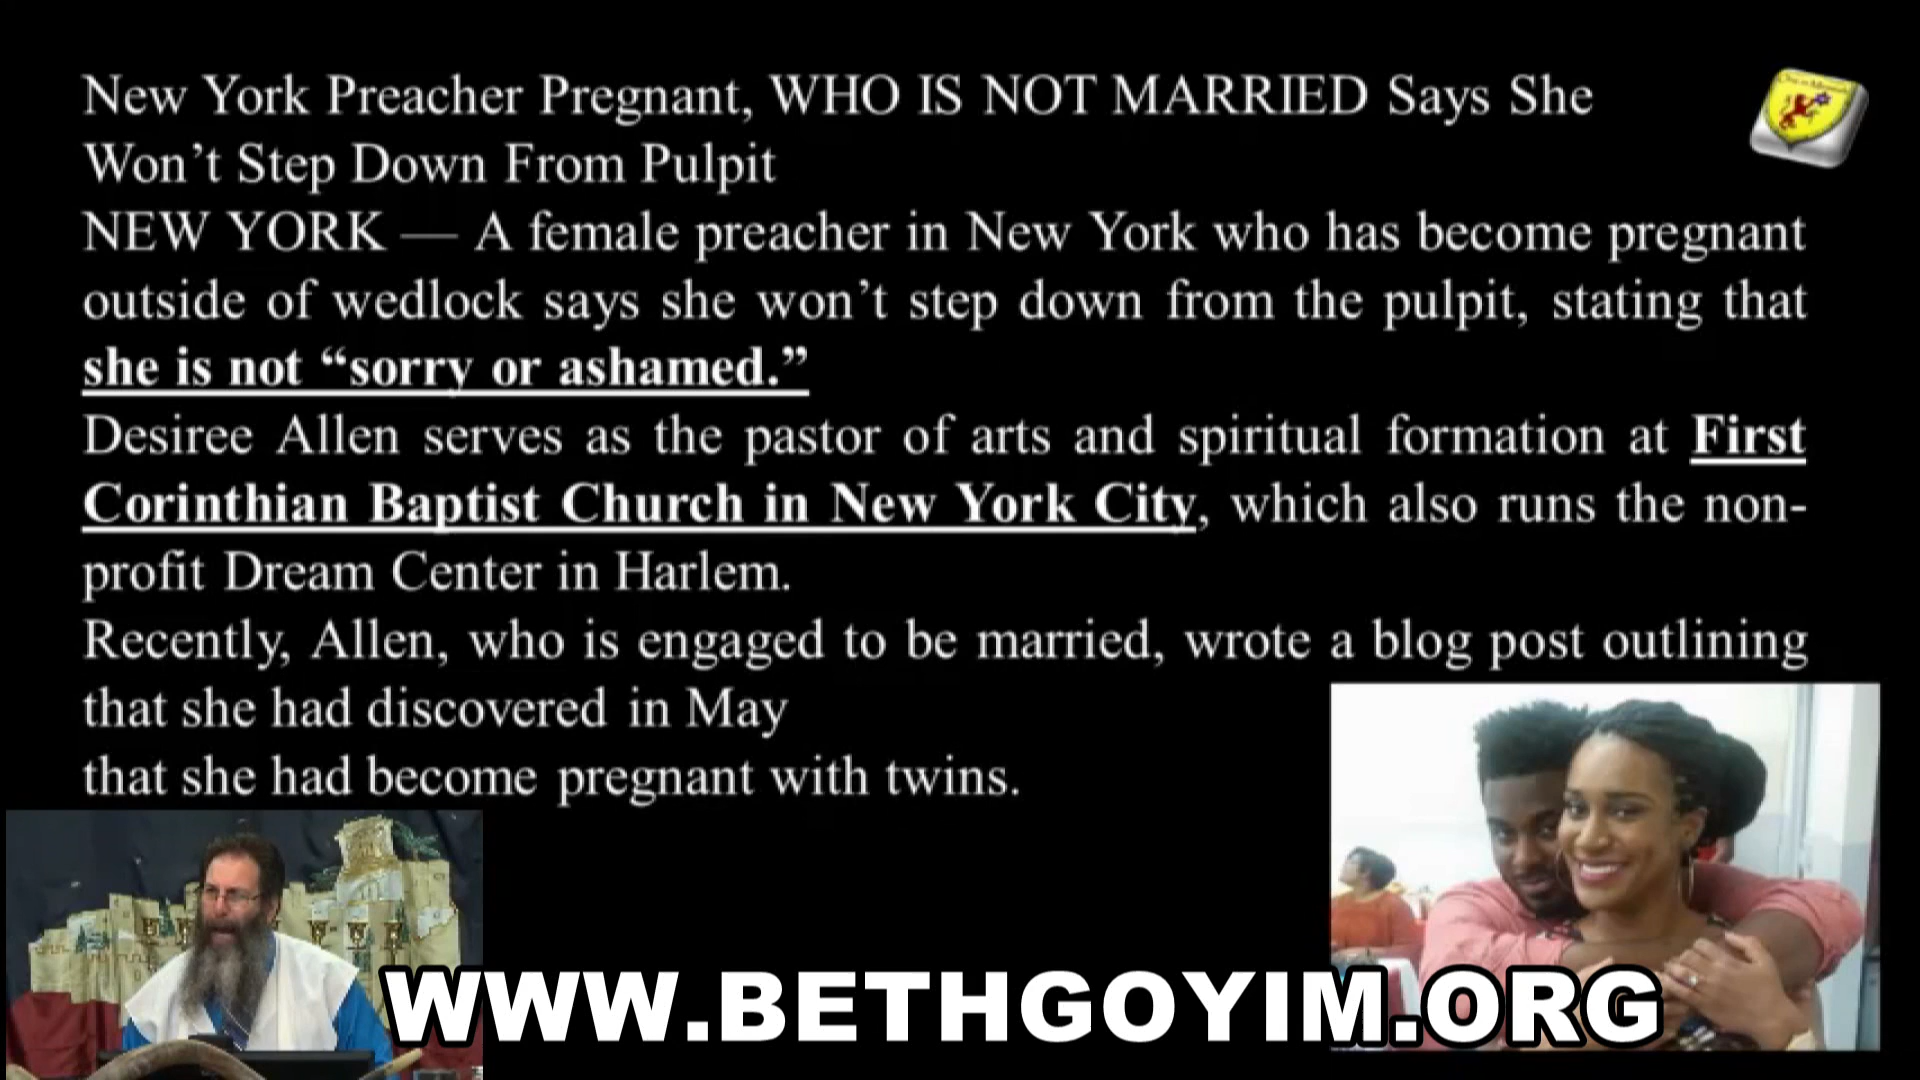 New York Preacher Pregnant, WHO IS NOT MARRIED Says She
Won’t Step Down From Pulpit
NEW YORK — A female preacher in New York who has become pregnant
outside of wedlock says she won’t step down from the pulpit, stating that
she is not “sorry or ashamed.”
Desiree Allen serves as the pastor of arts and spiritual formation at First
Corinthian Baptist Church in New York City, which also runs the non-
profit Dream Center in Harlem.
Recently, Allen, who is engaged to be married, wrote a blog post outlining
that she had discovered in May
that she had become pregnant with twins.
WWW.BETHGOYIM.ORG